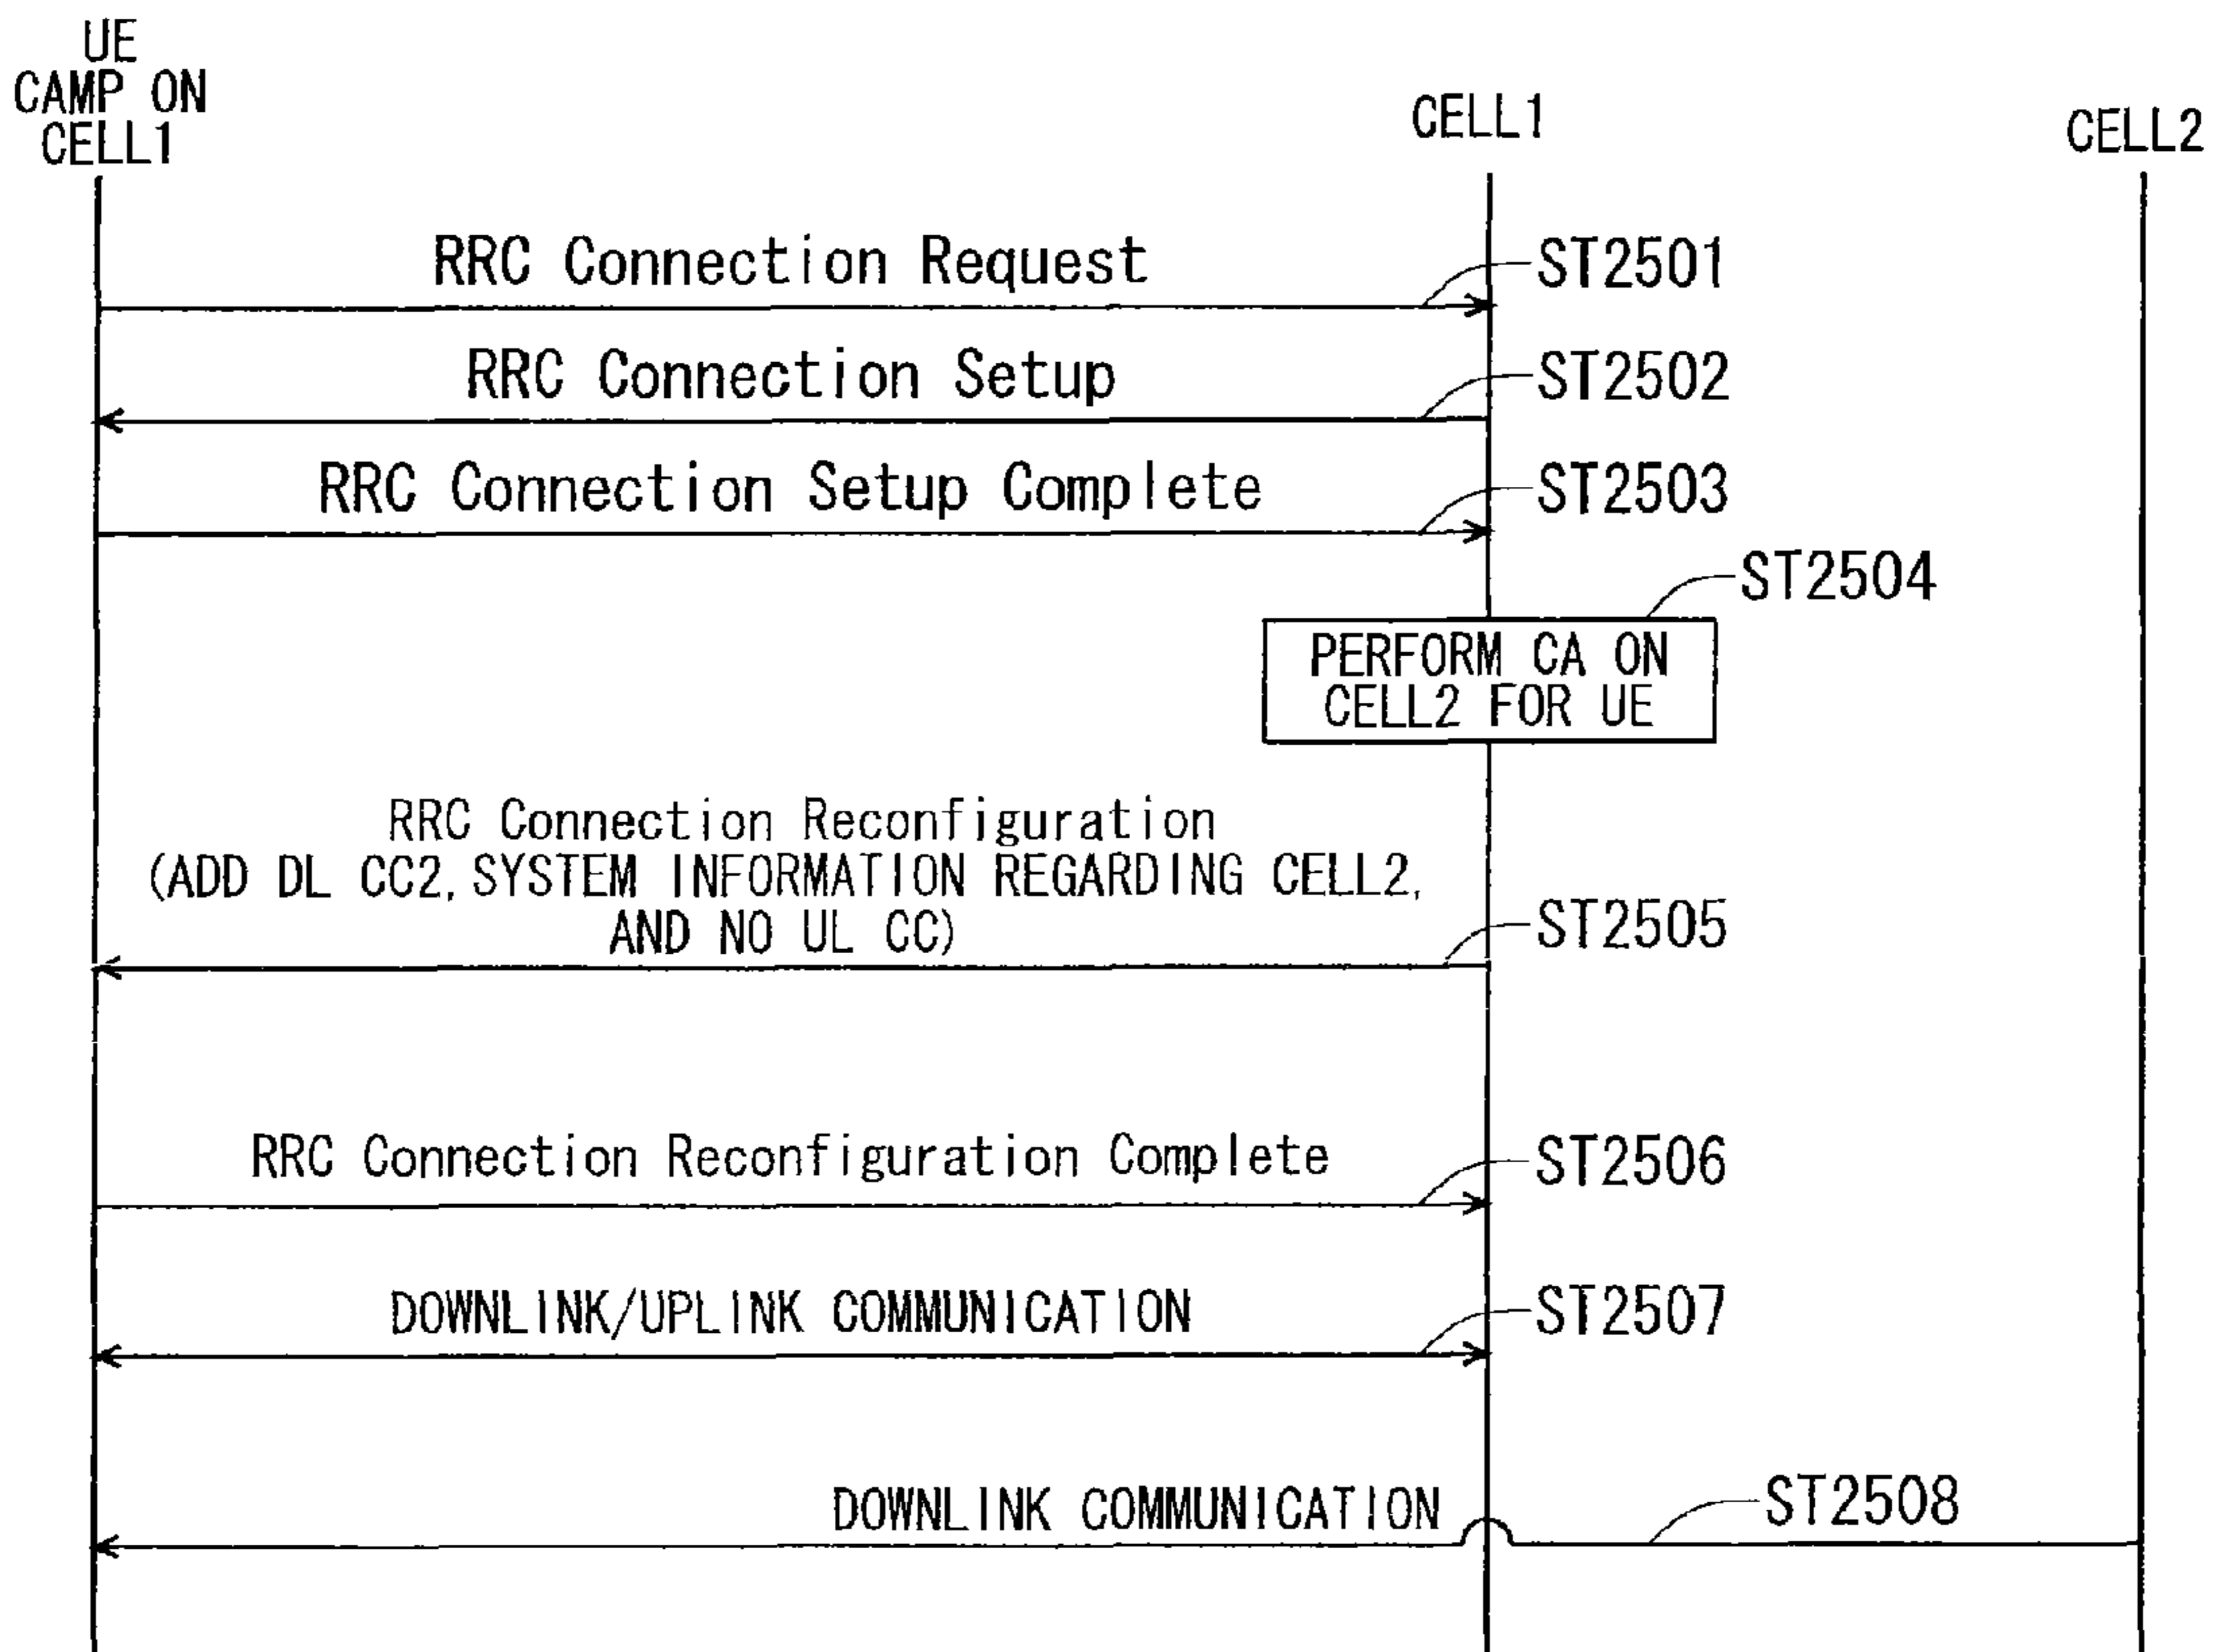 UE
CAMP ON
CELL1
CELL1
CELL2
RRC Connection Request
ST2501
RRC Connection Setup
ST2502
RRC Connection Setup Complete
ST2503
ST2504
PERFORM CA ON
CELL2 FOR UE
RRC Connection Reconfiguration
(ADD DL CC2, SYSTEM INFORMATION REGARDING CELL2,
AND NO UL CC)
ST2505
RRC Connection Reconfiguration Complete
ST2506
DOWNLINK/UPLINK COMMUNICATION
ST2507
DOWNLINK COMMUNICATION
ST2508